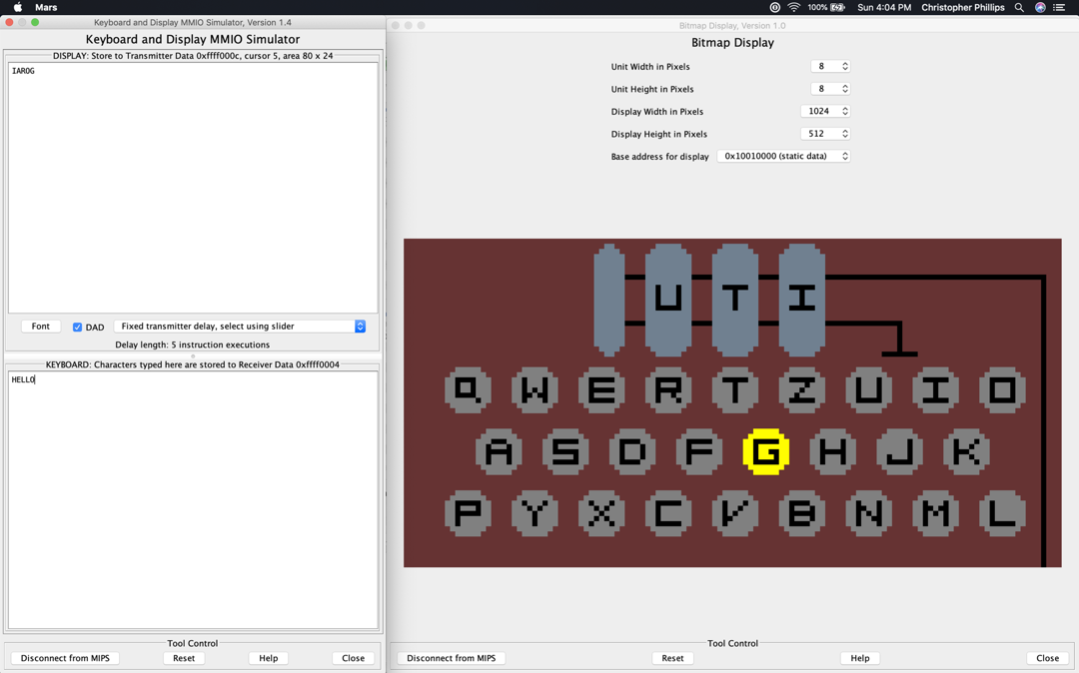 Mars
100%
Sun 4:04 PM Christopher Phillips
Keyboard and Display MMIO Simulator, Version 1.4
Keyboard and Display MMIO Simulator
DISPLAY: Store to Transmitter Data 0xffff000c, cursor 5, area 80 x 24
IAROG
Font
DAD
Fixed transmitter delay, select using slider
Delay length: 5 instruction executions
KEYBOARD: Characters typed here are stored to Receiver Data 0xffff0004
HELLO
Tool Control
Disconnect from MIPS Reset Help Close
Bitmap Display, Version 1.0
Bitmap Display
Unit Width in Pixels 8
Unit Height in Pixels 8
Display Width in Pixels 1024
Display Height in Pixels 512
Base address for display 0x10010000 (static data)
U T I
Q W E R T Z U I O
A S D F G H J K
P Y X C V B N M L
Tool Control
Disconnect from MIPS Reset Help Close